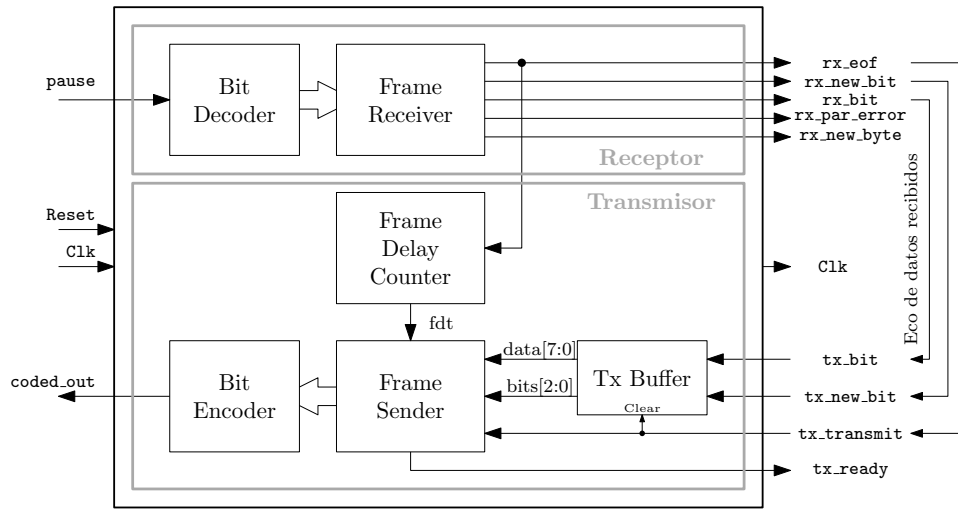 pause
Bit
Decoder
Frame
Receiver
rx_eof
rx_new_bit
rx_bit
rx_par_error
rx_new_byte
Receptor
Transmisor
Reset
Clk
Frame
Delay
Counter
Clk
Eco de datos recibidos
fdt
coded_out
Bit
Encoder
Frame
Sender
data[7:0]
bits[2:0]
Tx Buffer
Clear
tx_bit
tx_new_bit
tx_transmit
tx_ready